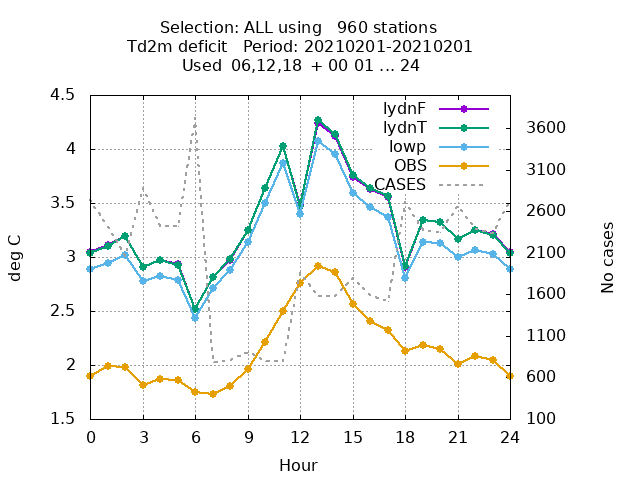 Selection: ALL using   960 stations
Td2m deficit   Period: 20210201-20210201
Used  06,12,18  + 00 01 ... 24
4.5
4
3.5
3
2.5
2
1.5
deg C
lydnF
lydnT
lowp
OBS
CASES
3600
3100
2600
2100
1600
1100
600
100
No cases
0 3 6 9 12 15 18 21 24
Hour